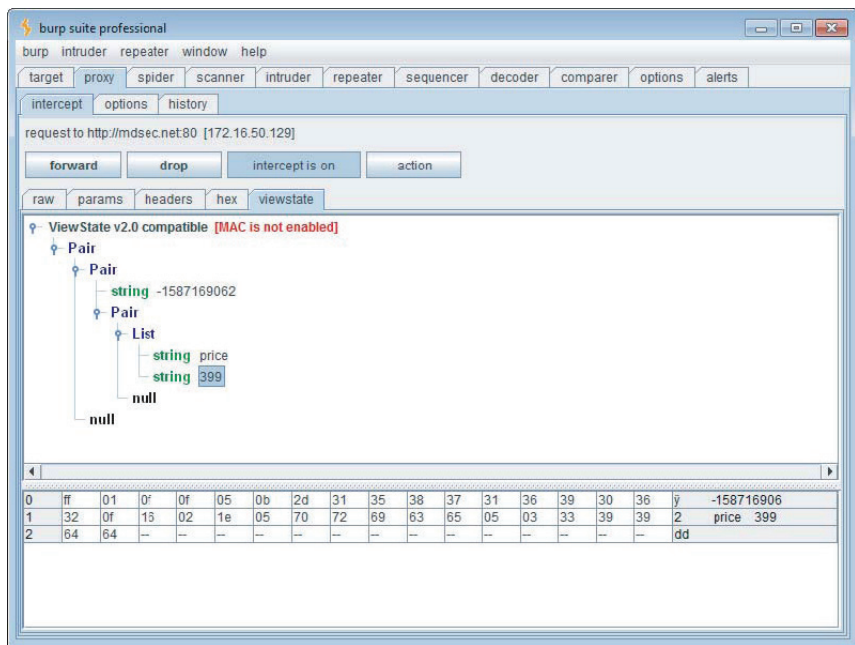 burp suite professional
burp intruder repeater window help
target proxy spider scanner intruder repeater sequencer decoder comparer options alerts
intercept options history
request to http://mdsec.net:80 [172.16.50.129]
forward drop intercept is on action
raw params headers hex viewstate
ViewState v2.0 compatible [MAC is not enabled]
Pair
Pair
string -1587169062
Pair
List
string price
string 399
null
null
0 ff 01 0f 0f 05 0b 2d 31 35 38 37 31 36 39 30 36 ÿ -158716906
1 32 0f 16 02 1e 05 70 72 69 63 65 05 03 33 39 39 2 price 399
2 64 64 -- -- -- -- -- -- -- -- -- -- -- -- -- -- dd